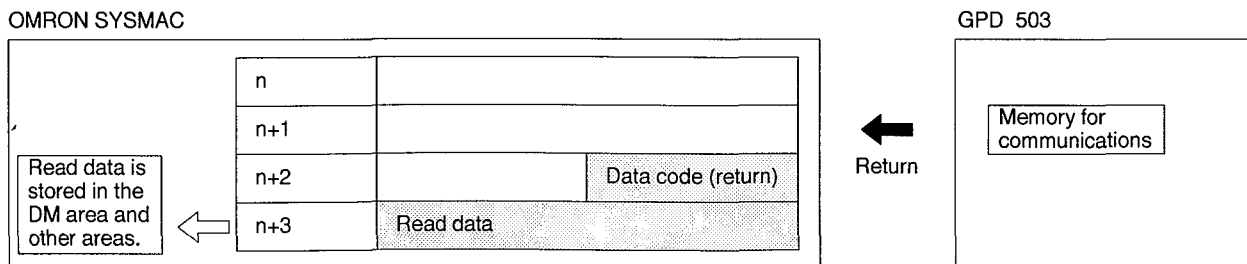 OMRON SYSMAC
GPD 503
n
n+1
n+2
Data code (return)
n+3
Read data
Read data is
stored in the
DM area and
other areas.
Return
Memory for
communications